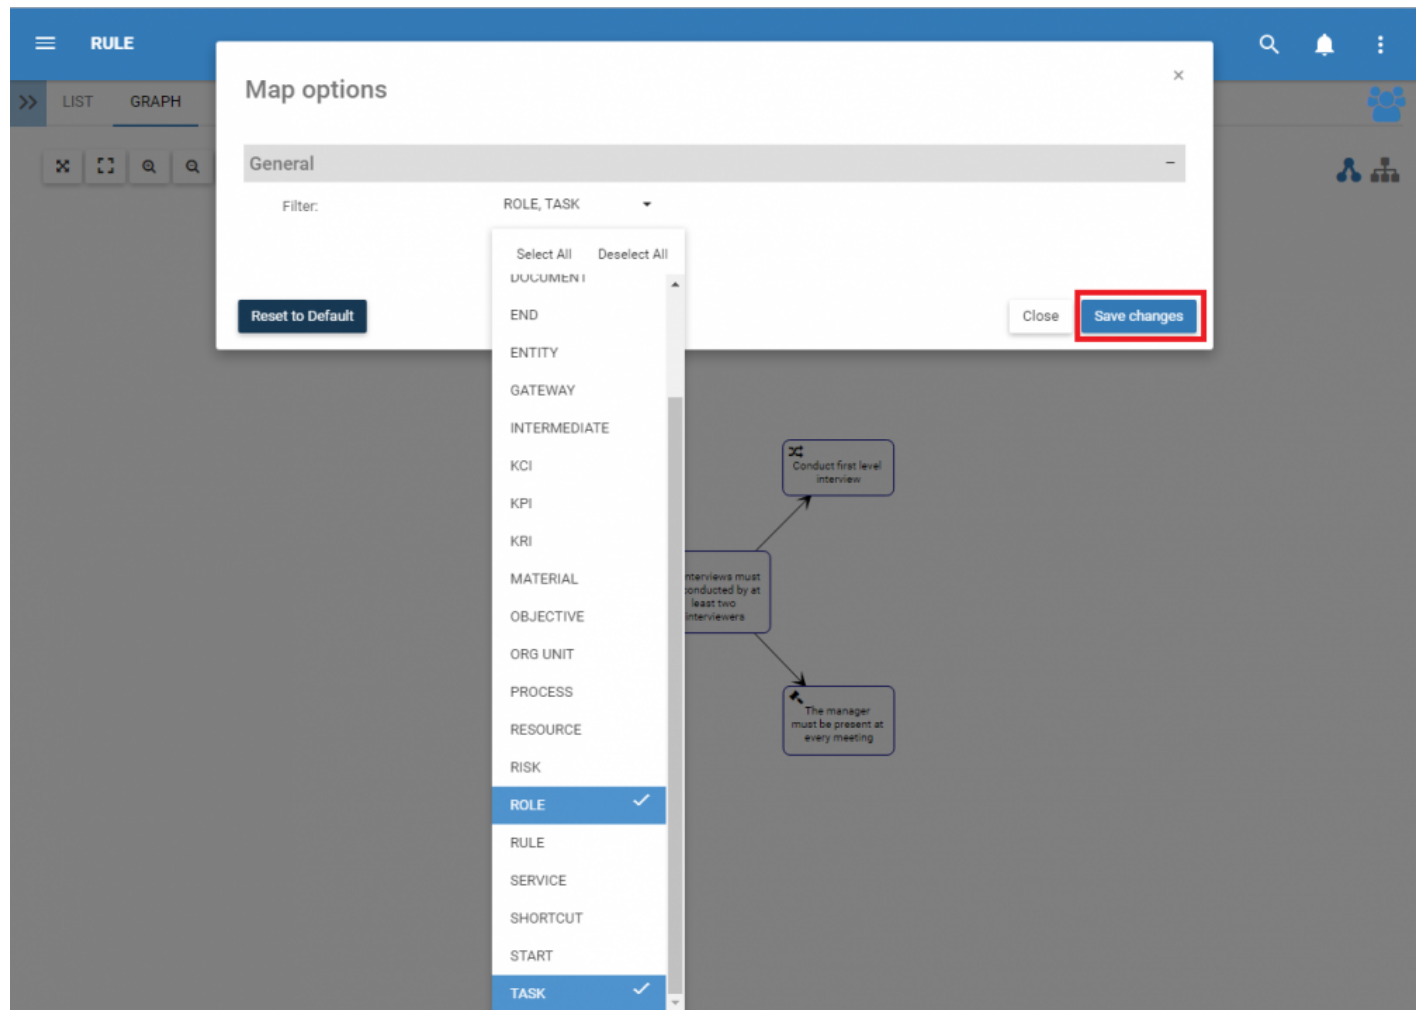 RULE
Map options
×
LIST
GRAPH
General
Filter:
ROLE, TASK
Select All
Deselect All
DOCUMENT
END
ENTITY
GATEWAY
INTERMEDIATE
KCI
KPI
KRI
MATERIAL
OBJECTIVE
ORG UNIT
PROCESS
RESOURCE
RISK
ROLE
RULE
SERVICE
SHORTCUT
START
TASK
Reset to Default
Close
Save changes
Conduct first level
interview
nterviews must
onducted by at
least two
interviewers
The manager
must be present at
every meeting